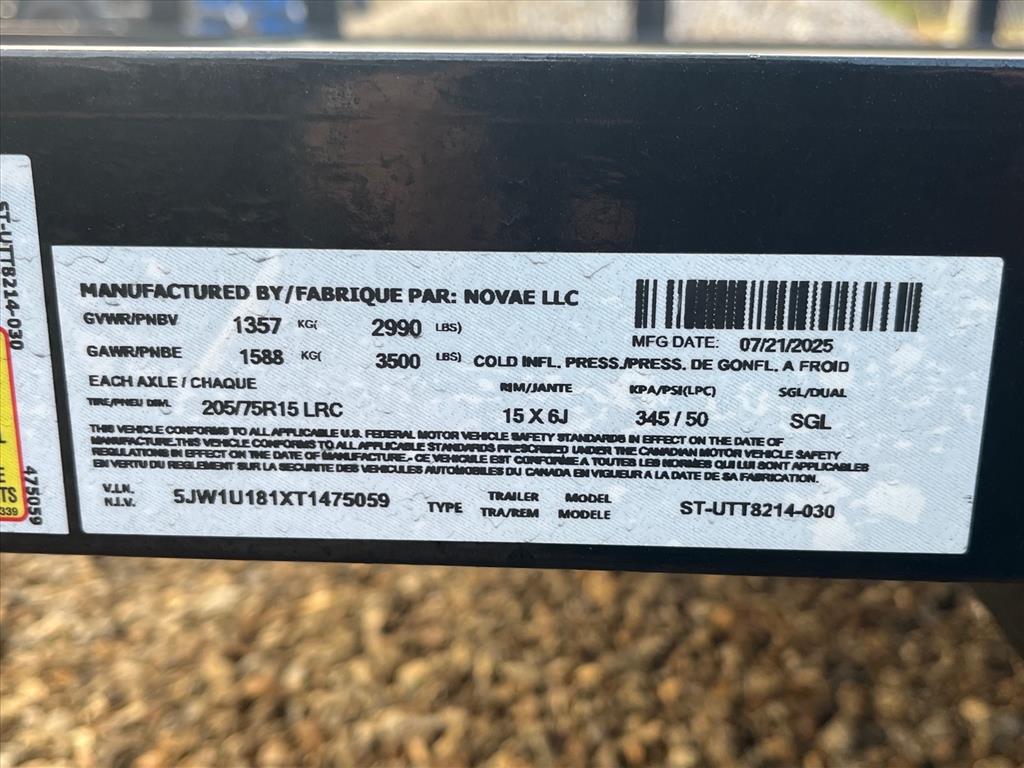 ST-UTT8214-030
475059
TS
339
MANUFACTURED BY/FABRIQUE PAR: NOVAE LLC
GVWR/PNBV 1357 KG( 2990 LBS)
MFG DATE: 07/21/2025
GAWR/PNBE 1588 KG( 3500 LBS) COLD INFL. PRESS./PRESS. DE GONFL. A FROID
EACH AXLE / CHAQUE RIM/JANTE KPA/PSI(LPC) SGL/DUAL
TIRE/PNEU DIM. 205/75R15 LRC 15 X 6J 345 / 50 SGL
THIS VEHICLE CONFORMS TO ALL APPLICABLE U.S. FEDERAL MOTOR VEHICLE SAFETY STANDARDS IN EFFECT ON THE DATE OF
MANUFACTURE.THIS VEHICLE CONFORMS TO ALL APPLICABLE STANDARDS PRESCRIBED UNDER THE CANADIAN MOTOR VEHICLE SAFETY
REGULATIONS IN EFFECT ON THE DATE OF MANUFACTURE.- CE VEHICULE EST CONFORME A TOUTES LES NORMES QUI LUI SONT APPLICABLES
EN VERTU DU REGLEMENT SUR LA SECURITE DES VEHICULES AUTOMOBILES DU CANADA EN VIGUEUR A LA DATE DE SA FABRICATION.
V.I.N. 5JW1U181XT1475059 TYPE TRAILER MODEL ST-UTT8214-030
N.I.V. TRA/REM MODELE